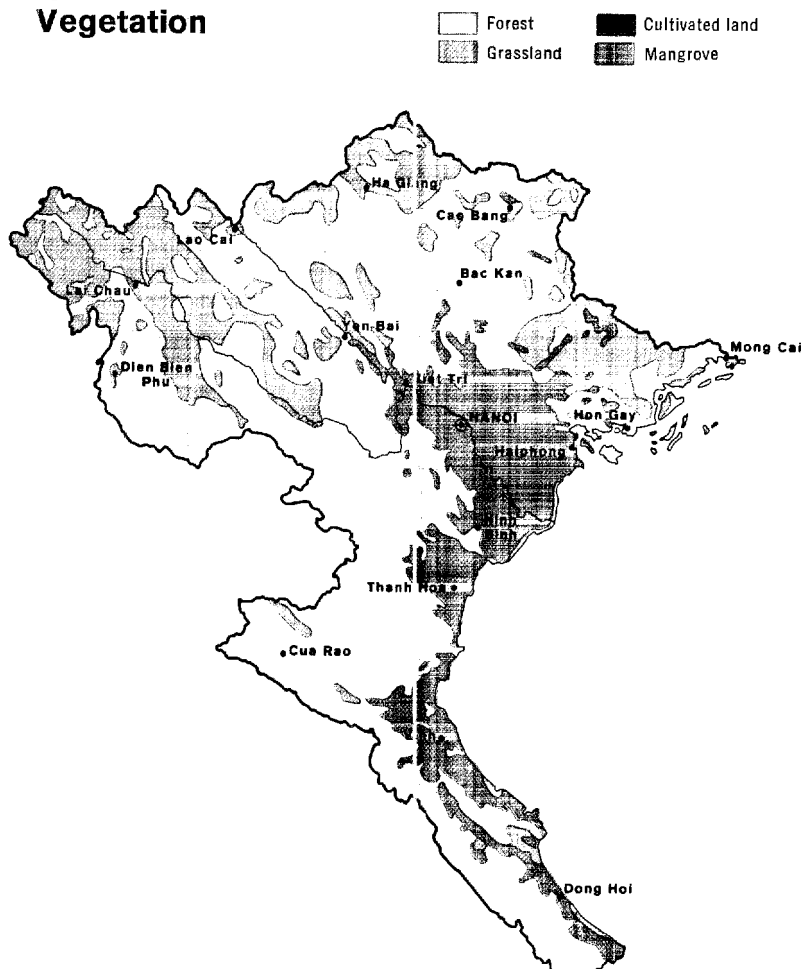 Vegetation
Forest
Cultivated land
Grassland
Mangrove
Cao Bang
Lao Cai
Bac Kan
Lai Chau
Yen Bai
Mong Cai
Dien Bien
Phu
HANOI
Hon Gay
Haiphong
Thanh Hoa
Cua Rao
Dong Hoi